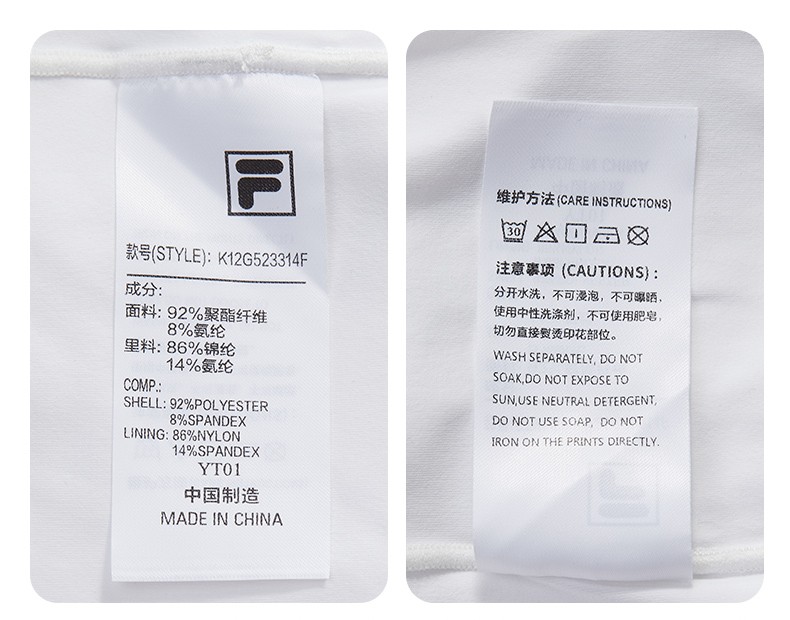 F
款号(STYLE): K12G523314F
成分:
面料: 92%聚酯纤维
8%氨纶
里料: 86%锦纶
14%氨纶
COMP.:
SHELL: 92%POLYESTER
8%SPANDEX
LINING: 86%NYLON
14%SPANDEX
YT01
中国制造
MADE IN CHINA
维护方法 (CARE INSTRUCTIONS)
30
注意事项 (CAUTIONS) :
分开水洗，不可浸泡，不可曝晒，
使用中性洗涤剂，不可使用肥皂，
切勿直接熨烫印花部位。
WASH SEPARATELY, DO NOT
SOAK,DO NOT EXPOSE TO
SUN,USE NEUTRAL DETERGENT,
DO NOT USE SOAP, DO NOT
IRON ON THE PRINTS DIRECTLY.